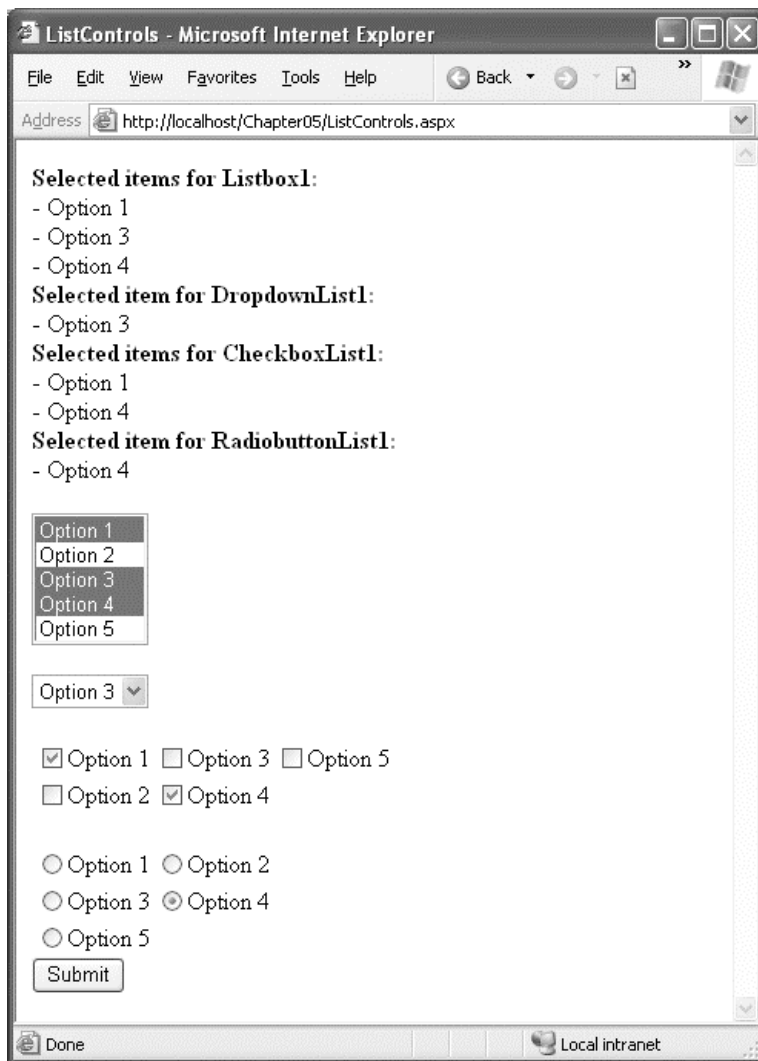 ListControls - Microsoft Internet Explorer
File Edit View Favorites Tools Help Back »
Address http://localhost/Chapter05/ListControls.aspx
Selected items for Listbox1:
- Option 1
- Option 3
- Option 4
Selected item for DropdownList1:
- Option 3
Selected items for CheckboxList1:
- Option 1
- Option 4
Selected item for RadiobuttonList1:
- Option 4
Option 1
Option 2
Option 3
Option 4
Option 5
Option 3
Option 1 Option 3 Option 5
Option 2 Option 4
Option 1 Option 2
Option 3 Option 4
Option 5
Submit
Done Local intranet